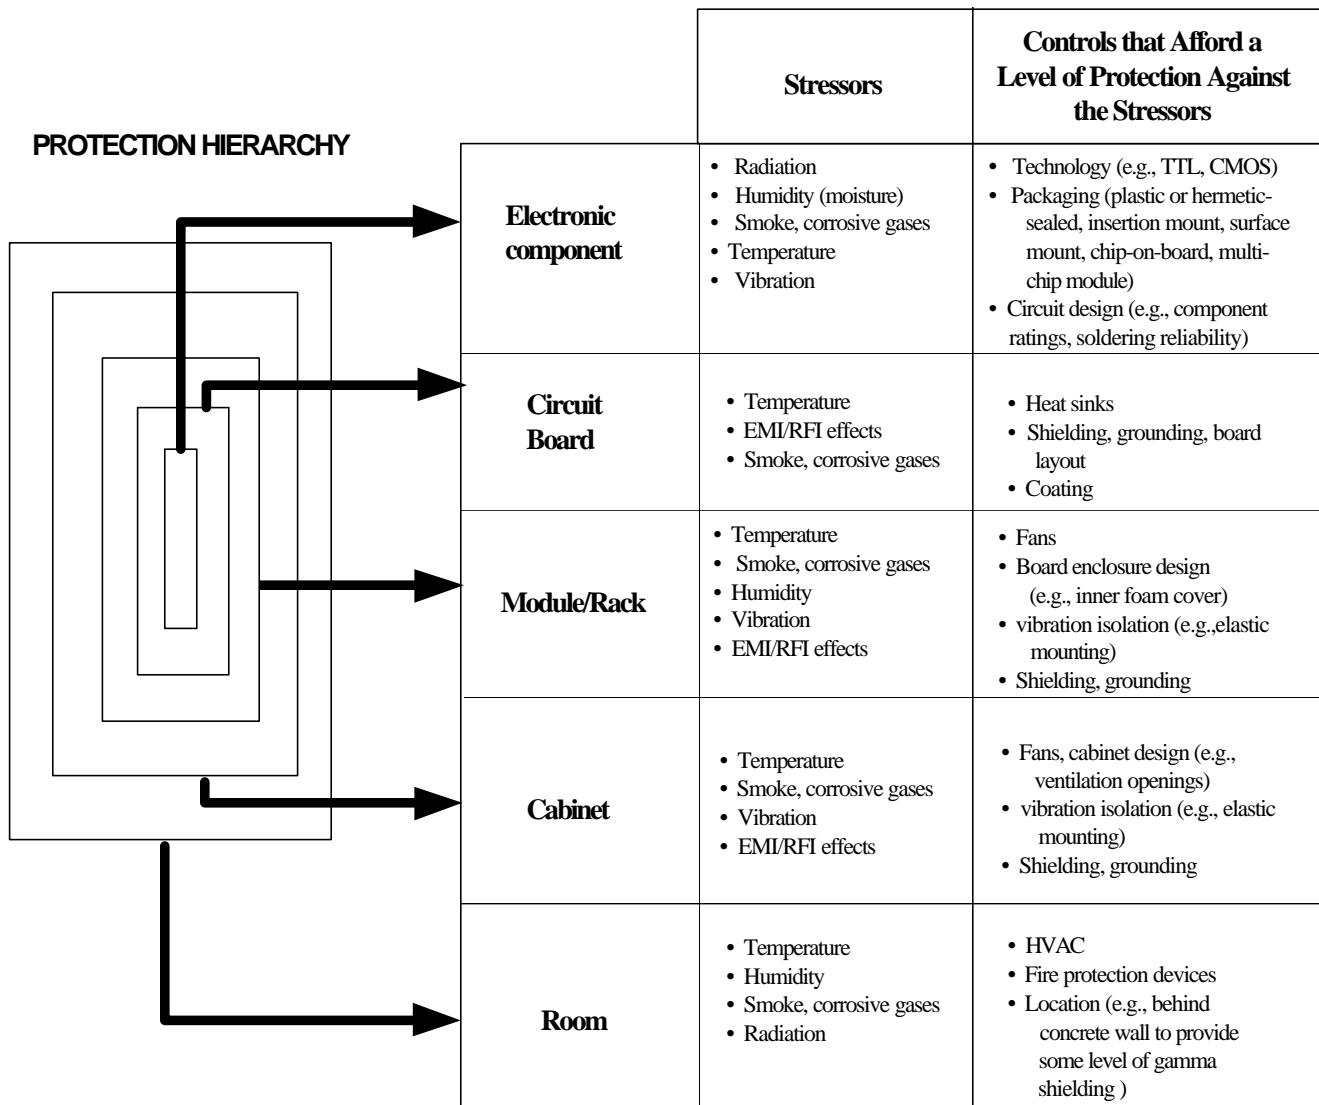 PROTECTION HIERARCHY
Stressors
Controls that Afford a
Level of Protection Against
the Stressors
Electronic
component
• Radiation
• Humidity (moisture)
• Smoke, corrosive gases
• Temperature
• Vibration
• Technology (e.g., TTL, CMOS)
• Packaging (plastic or hermetic-
sealed, insertion mount, surface
mount, chip-on-board, multi-
chip module)
• Circuit design (e.g., component
ratings, soldering reliability)
Circuit
Board
• Temperature
• EMI/RFI effects
• Smoke, corrosive gases
• Heat sinks
• Shielding, grounding, board
layout
• Coating
Module/Rack
• Temperature
• Smoke, corrosive gases
• Humidity
• Vibration
• EMI/RFI effects
• Fans
• Board enclosure design
(e.g., inner foam cover)
• vibration isolation (e.g.,elastic
mounting)
• Shielding, grounding
Cabinet
• Temperature
• Smoke, corrosive gases
• Vibration
• EMI/RFI effects
• Fans, cabinet design (e.g.,
ventilation openings)
• vibration isolation (e.g., elastic
mounting)
• Shielding, grounding
Room
• Temperature
• Humidity
• Smoke, corrosive gases
• Radiation
• HVAC
• Fire protection devices
• Location (e.g., behind
concrete wall to provide
some level of gamma
shielding )